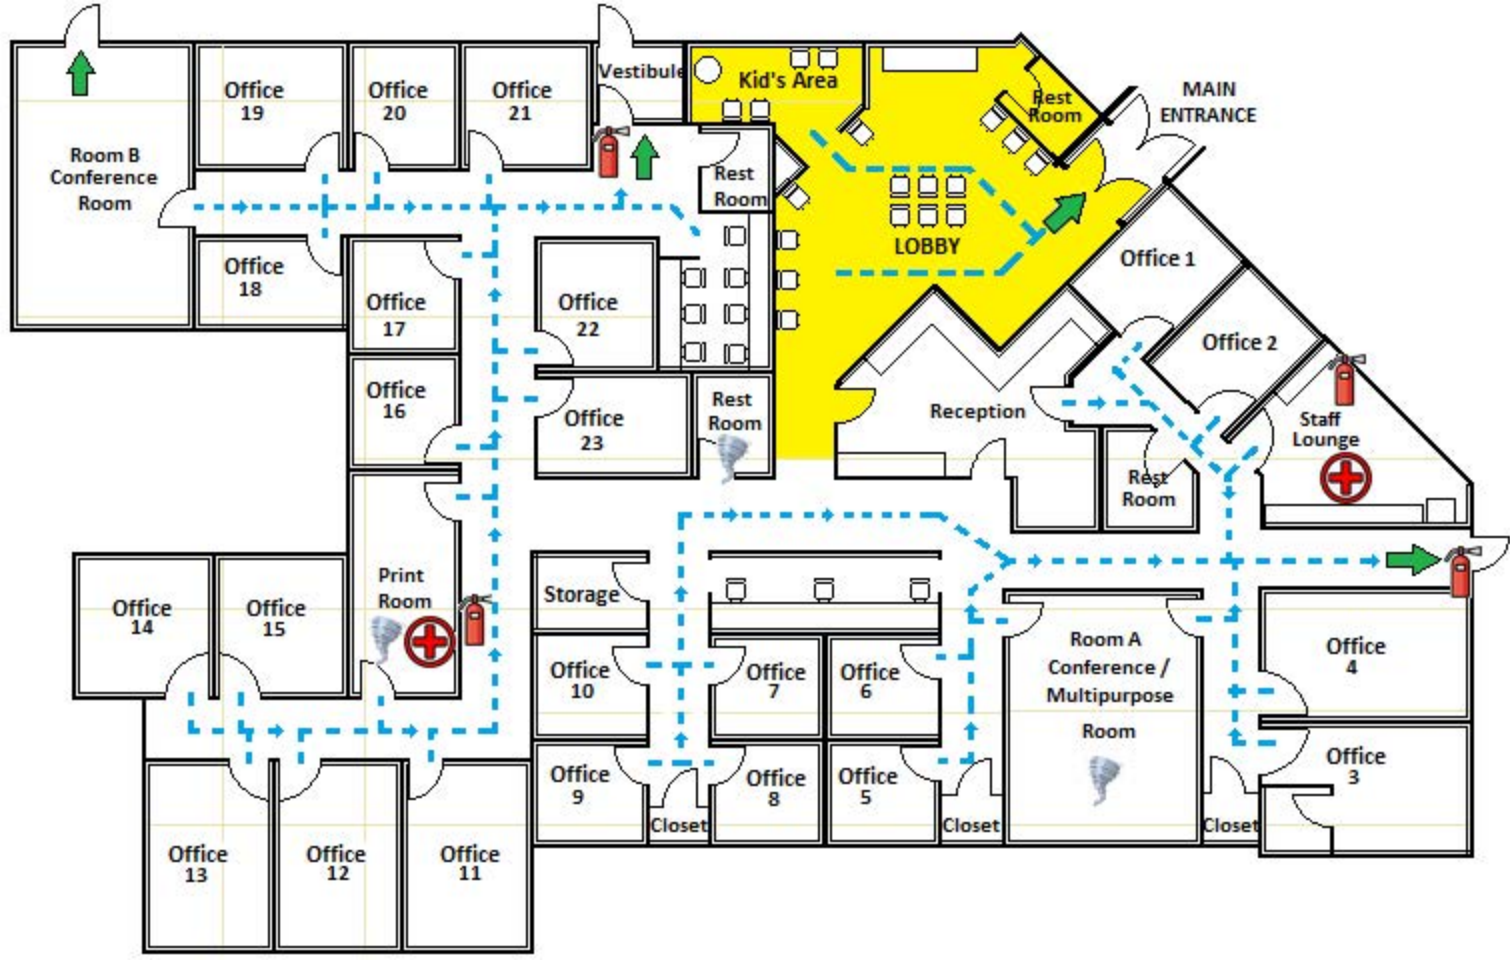 Office
19
Office
20
Office
21
Vestibule
Kid's Area
Rest
Room
MAIN
ENTRANCE
Room B
Conference
Room
Rest
Room
LOBBY
Office 1
Office
18
Office
17
Office
22
Office 2
Office
16
Office
23
Rest
Room
Reception
Staff
Lounge
Rest
Room
Office
14
Office
15
Print
Room
Storage
Office
10
Office
7
Office
6
Room A
Conference /
Multipurpose
Room
Office
4
Office
9
Office
8
Office
5
Office
3
Closet
Closet
Closet
Office
13
Office
12
Office
11